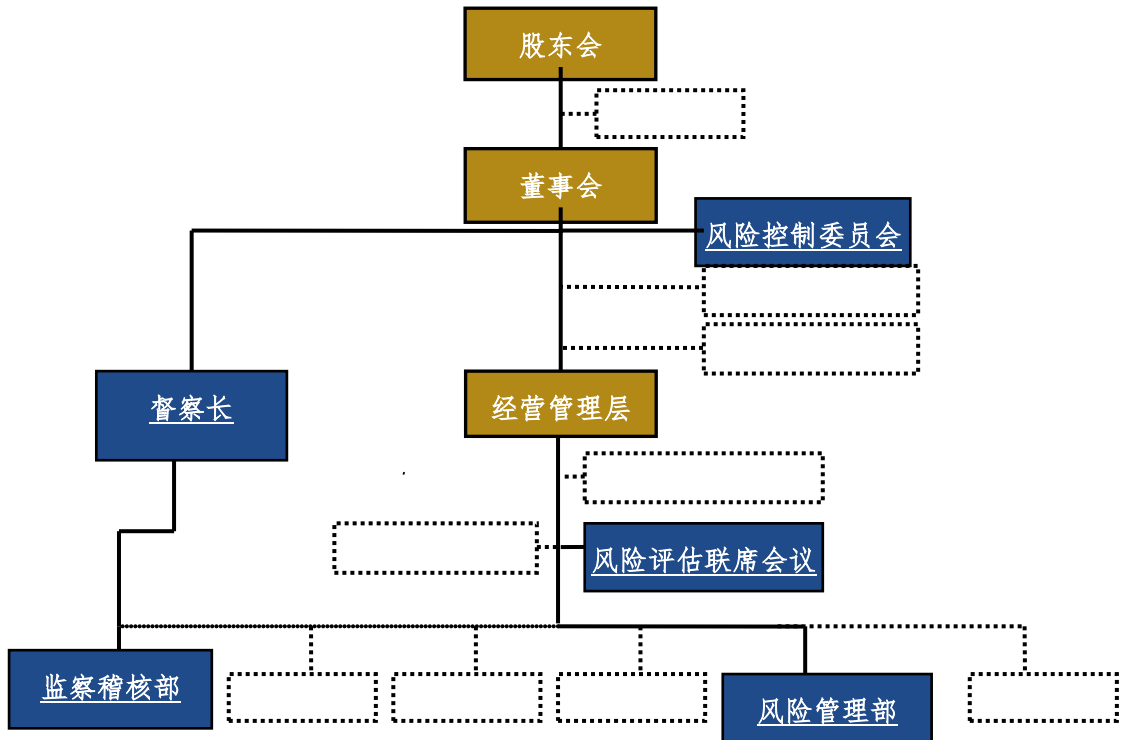 股东会
董事会
风险控制委员会
督察长
经营管理层
风险评估联席会议
监察稽核部
风险管理部